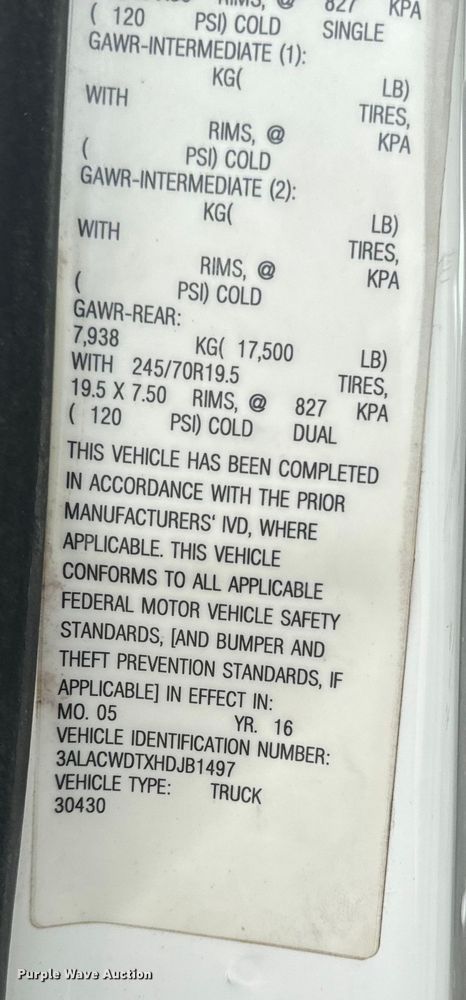 RIMS, @ 827 KPA
( 120 PSI) COLD SINGLE
GAWR-INTERMEDIATE (1):
KG( LB)
WITH TIRES,
RIMS, @ KPA
( PSI) COLD
GAWR-INTERMEDIATE (2):
KG( LB)
WITH TIRES,
RIMS, @ KPA
( PSI) COLD
GAWR-REAR:
7,938 KG( 17,500 LB)
WITH 245/70R19.5 TIRES,
19.5 X 7.50 RIMS, @ 827 KPA
( 120 PSI) COLD DUAL
THIS VEHICLE HAS BEEN COMPLETED
IN ACCORDANCE WITH THE PRIOR
MANUFACTURERS' IVD, WHERE
APPLICABLE. THIS VEHICLE
CONFORMS TO ALL APPLICABLE
FEDERAL MOTOR VEHICLE SAFETY
STANDARDS, [AND BUMPER AND
THEFT PREVENTION STANDARDS, IF
APPLICABLE] IN EFFECT IN:
MO. 05 YR. 16
VEHICLE IDENTIFICATION NUMBER:
3ALACWDTXHDJB1497
VEHICLE TYPE: TRUCK
30430
Purple Wave Auction